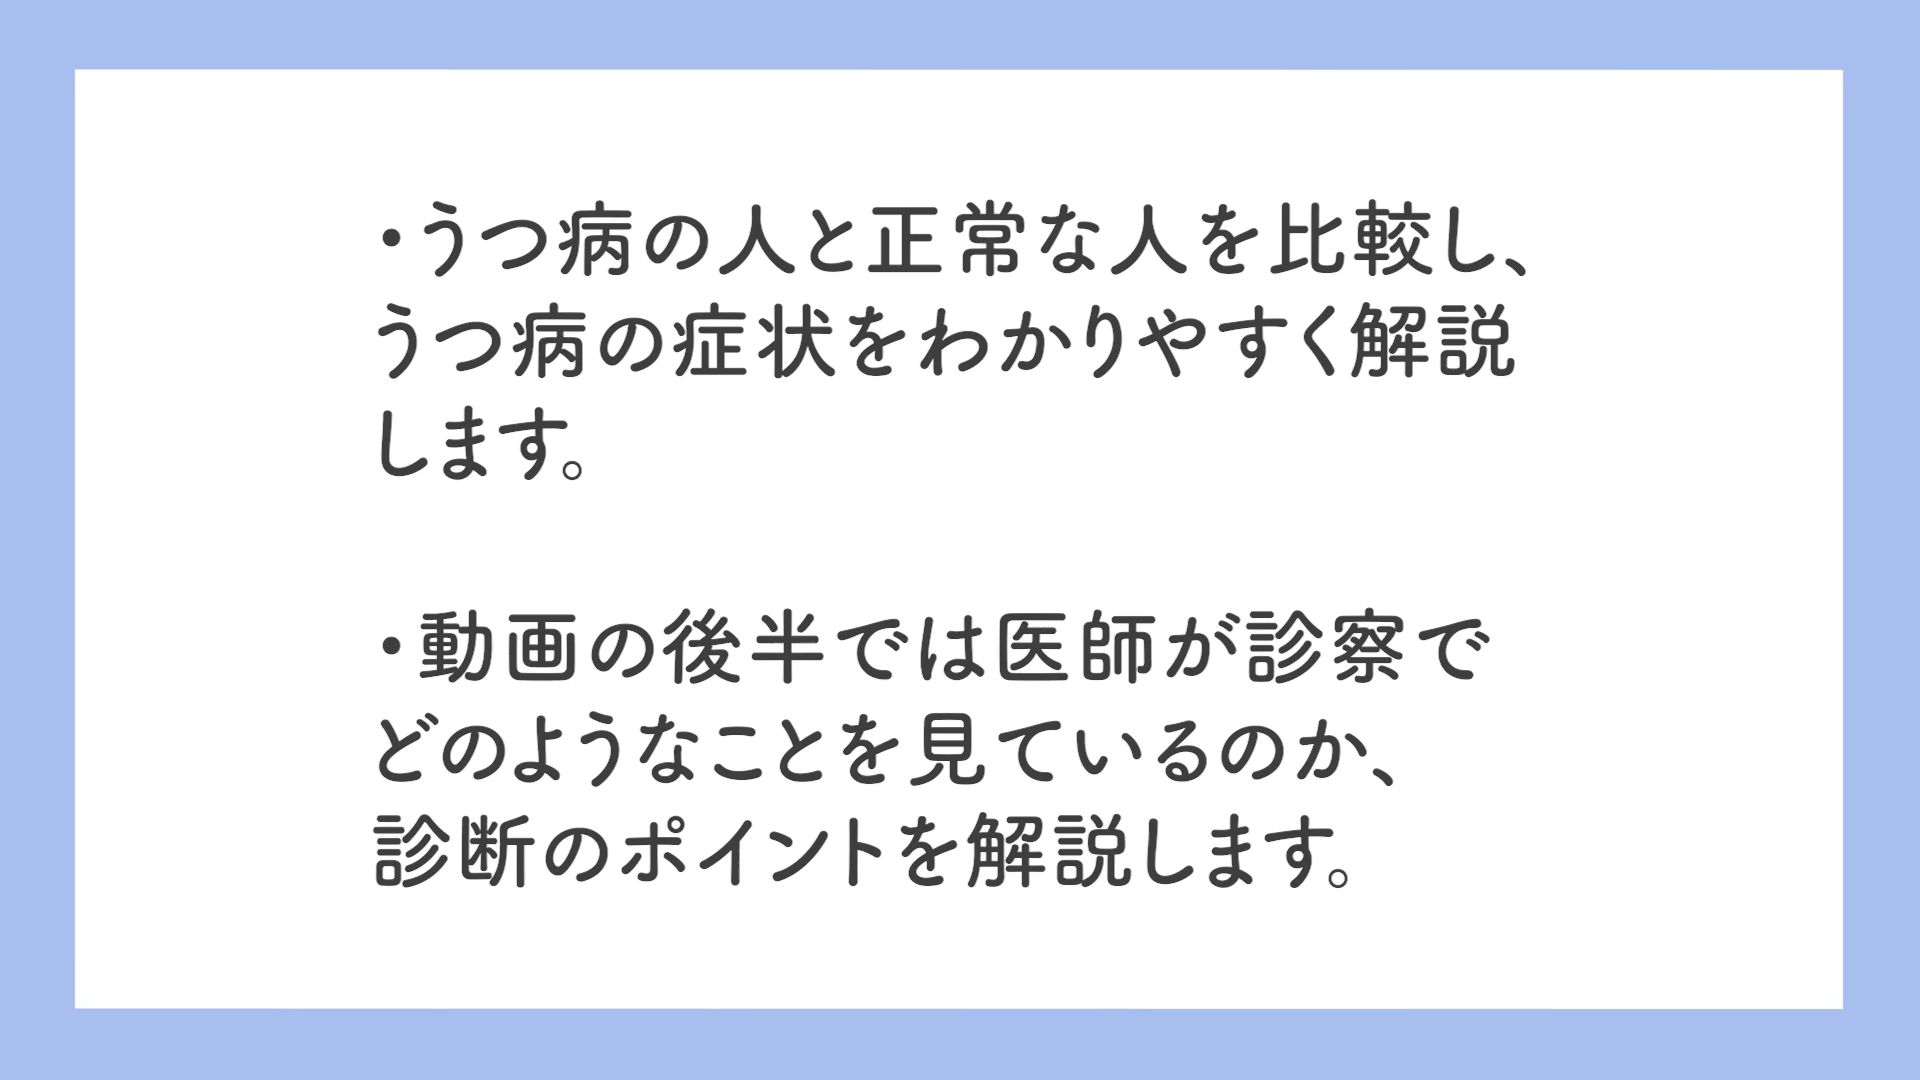 ・うつ病の人と正常な人を比較し、
うつ病の症状をわかりやすく解説
します。
・動画の後半では医師が診察で
どのようなことを見ているのか、
診断のポイントを解説します。